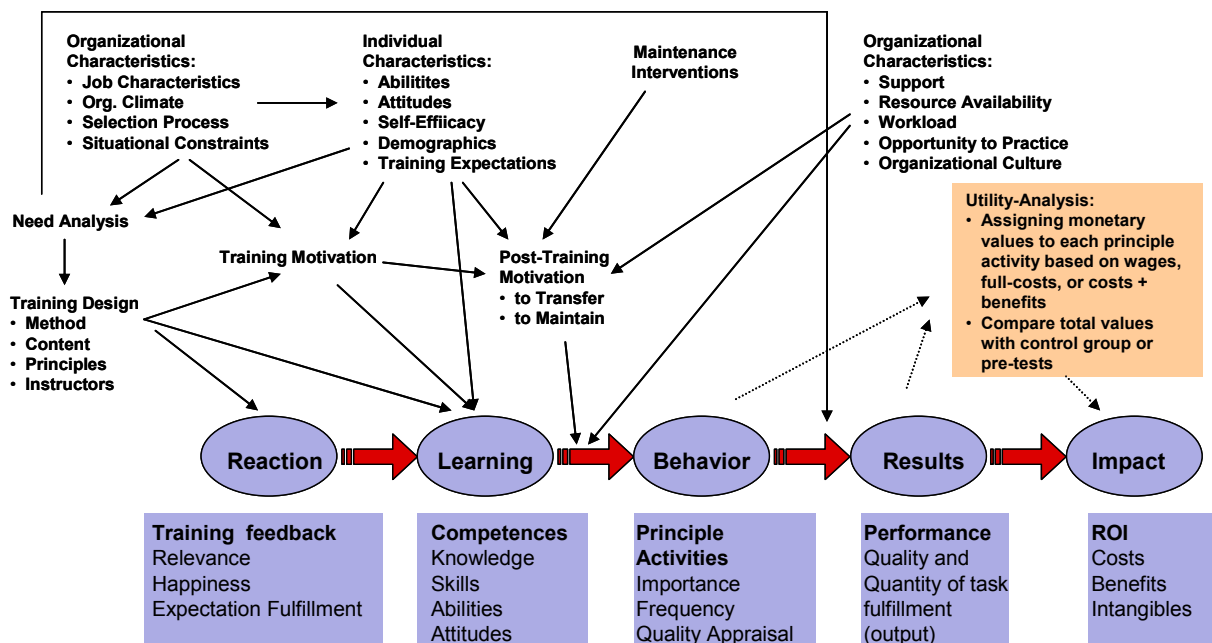 Organizational
Characteristics:
• Job Characteristics
• Org. Climate
• Selection Process
• Situational Constraints
Individual
Characteristics:
• Abilitites
• Attitudes
• Self-Effiicacy
• Demographics
• Training Expectations
Maintenance
Interventions
Organizational
Characteristics:
• Support
• Resource Availability
• Workload
• Opportunity to Practice
• Organizational Culture
Need Analysis
Training Motivation
Post-Training
Motivation
• to Transfer
• to Maintain
Utility-Analysis:
• Assigning monetary
values to each principle
activity based on wages,
full-costs, or costs +
benefits
• Compare total values
with control group or
pre-tests
Training Design
• Method
• Content
• Principles
• Instructors
Reaction
Learning
Behavior
Results
Impact
Training feedback
Relevance
Happiness
Expectation Fulfillment
Competences
Knowledge
Skills
Abilities
Attitudes
Principle
Activities
Importance
Frequency
Quality Appraisal
Performance
Quality and
Quantity of task
fulfillment
(output)
ROI
Costs
Benefits
Intangibles